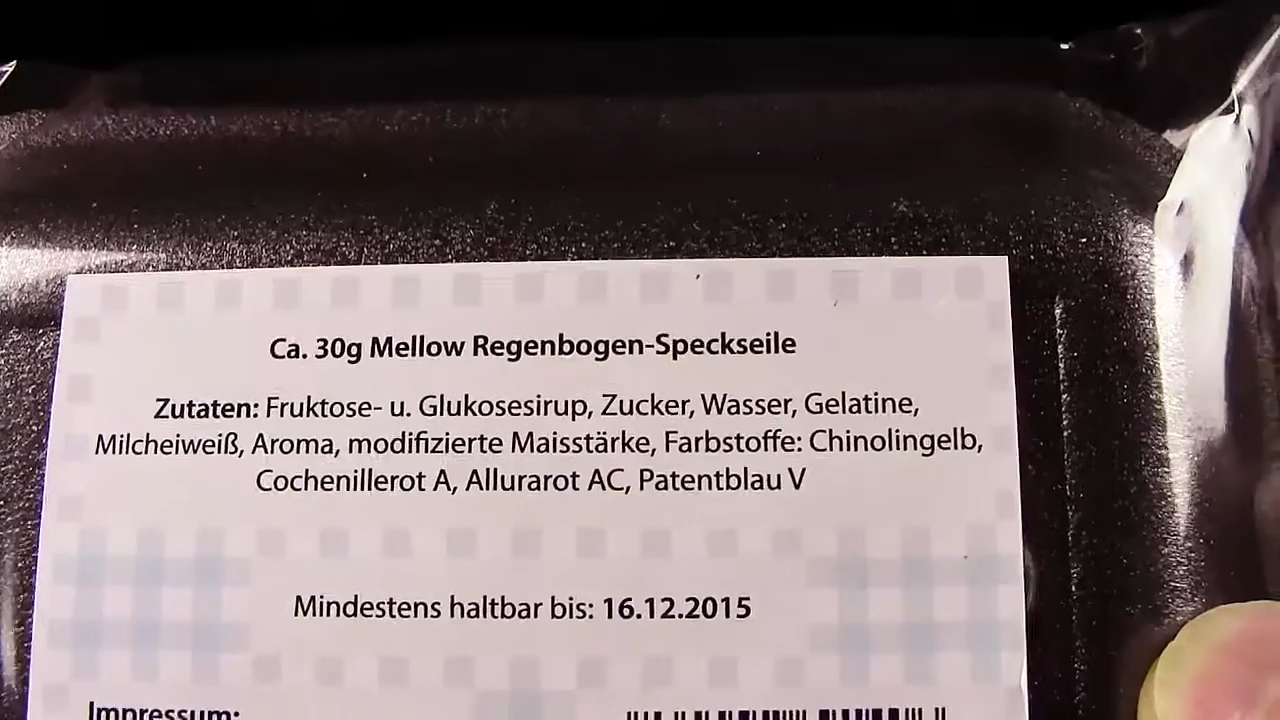 Ca. 30g Mellow Regenbogen-Speckseile
Zutaten: Fruktose- u. Glukosesirup, Zucker, Wasser, Gelatine,
Milcheiweiß, Aroma, modifizierte Maisstärke, Farbstoffe: Chinolingelb,
Cochenillerot A, Allurarot AC, Patentblau V
Mindestens haltbar bis: 16.12.2015
Impressum: